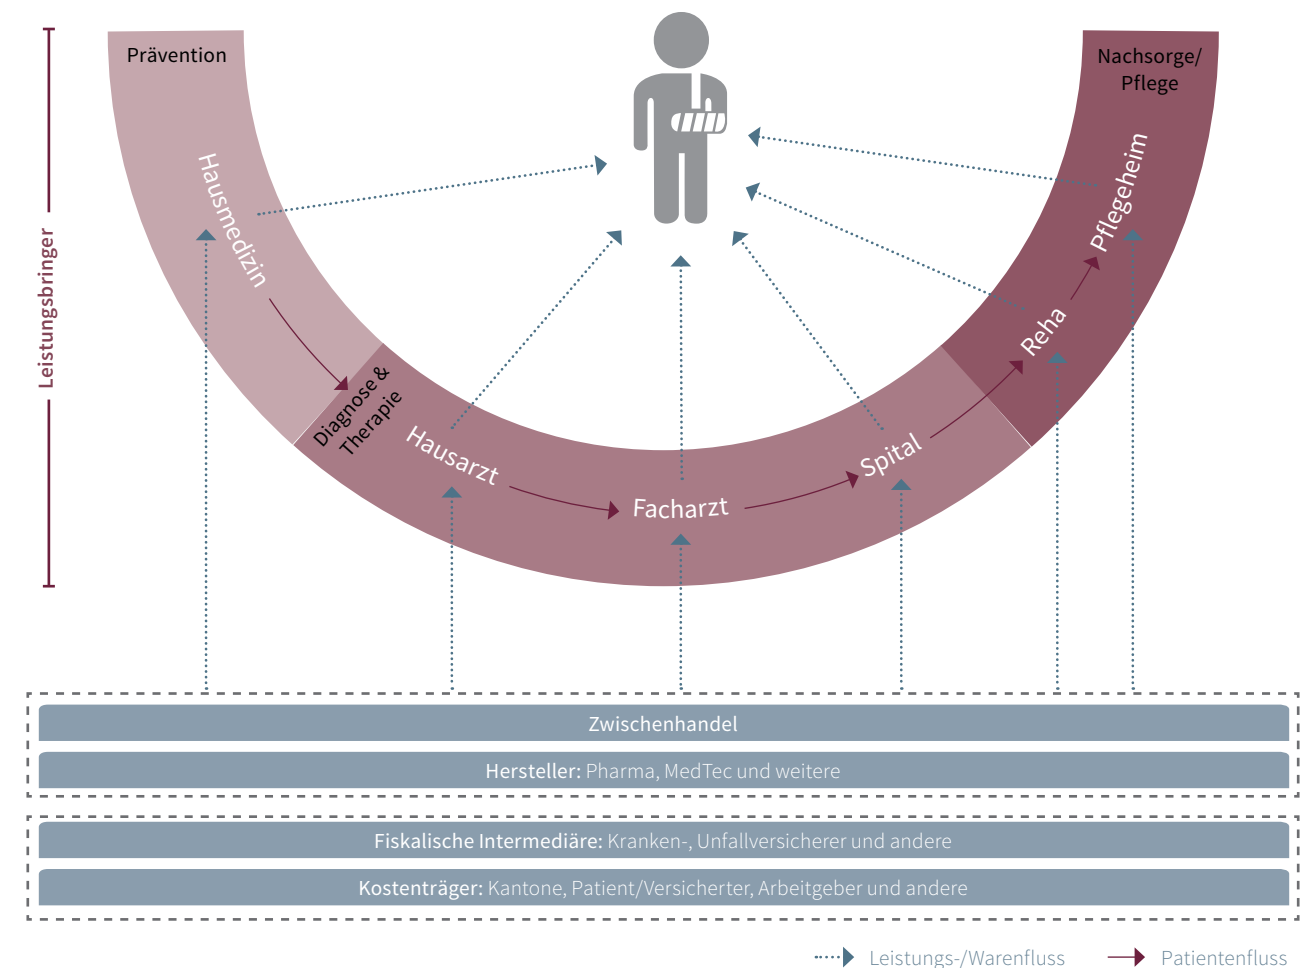 Prävention
Nachsorge/
Pflege
Leistungsbringer
Hausmedizin
Diagnose &
Therapie
Hausarzt
Facharzt
Spital
Reha
Pflegeheim
Zwischenhandel
Hersteller: Pharma, MedTec und weitere
Fiskalische Intermediäre: Kranken-, Unfallversicherer und andere
Kostenträger: Kantone, Patient/Versicherter, Arbeitgeber und andere
Leistungs-/Warenfluss
Patientenfluss